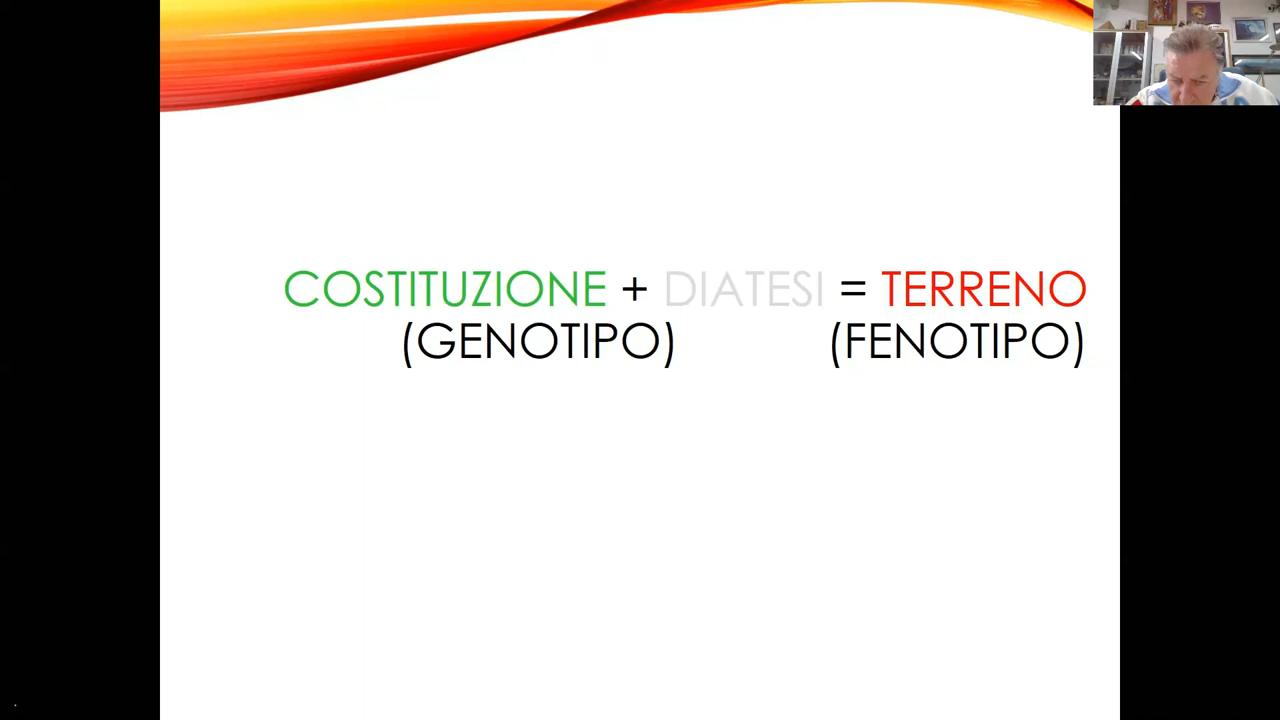 COSTITUZIONE + DIATESI = TERRENO
(GENOTIPO) (FENOTIPO)